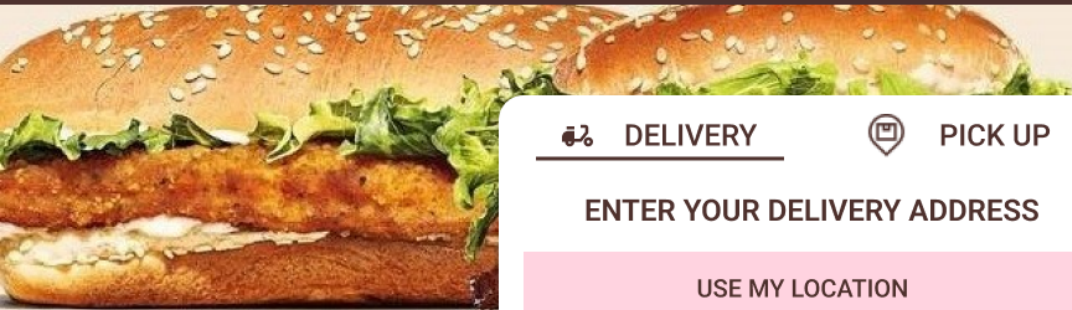 DELIVERY PICK UP
ENTER YOUR DELIVERY ADDRESS
USE MY LOCATION